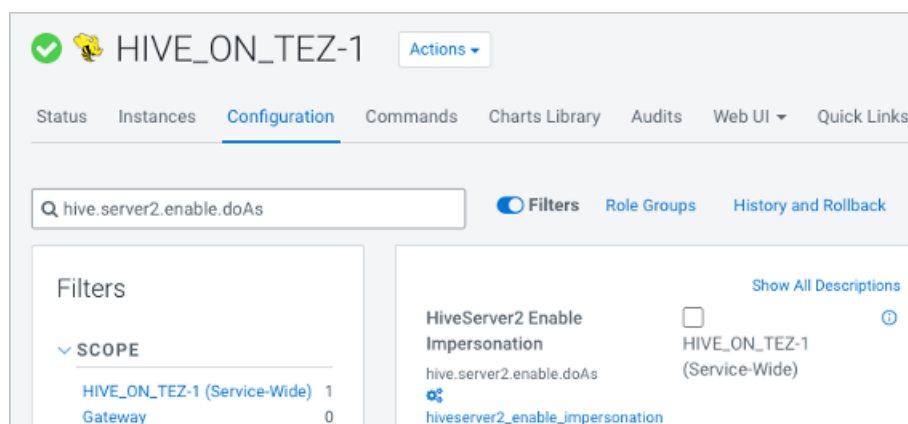 HIVE_ON_TEZ-1 Actions
Status Instances Configuration Commands Charts Library Audits Web UI Quick Links
hive.server2.enable.doAs Filters Role Groups History and Rollback
Filters
Show All Descriptions
SCOPE
HIVE_ON_TEZ-1 (Service-Wide) 1
Gateway 0
HiveServer2 Enable
Impersonation
hive.server2.enable.doAs
hiveserver2_enable_impersonation
HIVE_ON_TEZ-1
(Service-Wide)